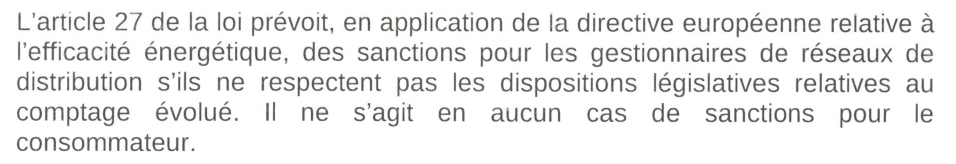 L'article 27 de la loi prévoit, en application de la directive européenne relative à
l'efficacité énergétique, des sanctions pour les gestionnaires de réseaux de
distribution s'ils ne respectent pas les dispositions législatives relatives au
comptage évolué. Il ne s'agit en aucun cas de sanctions pour le
consommateur.